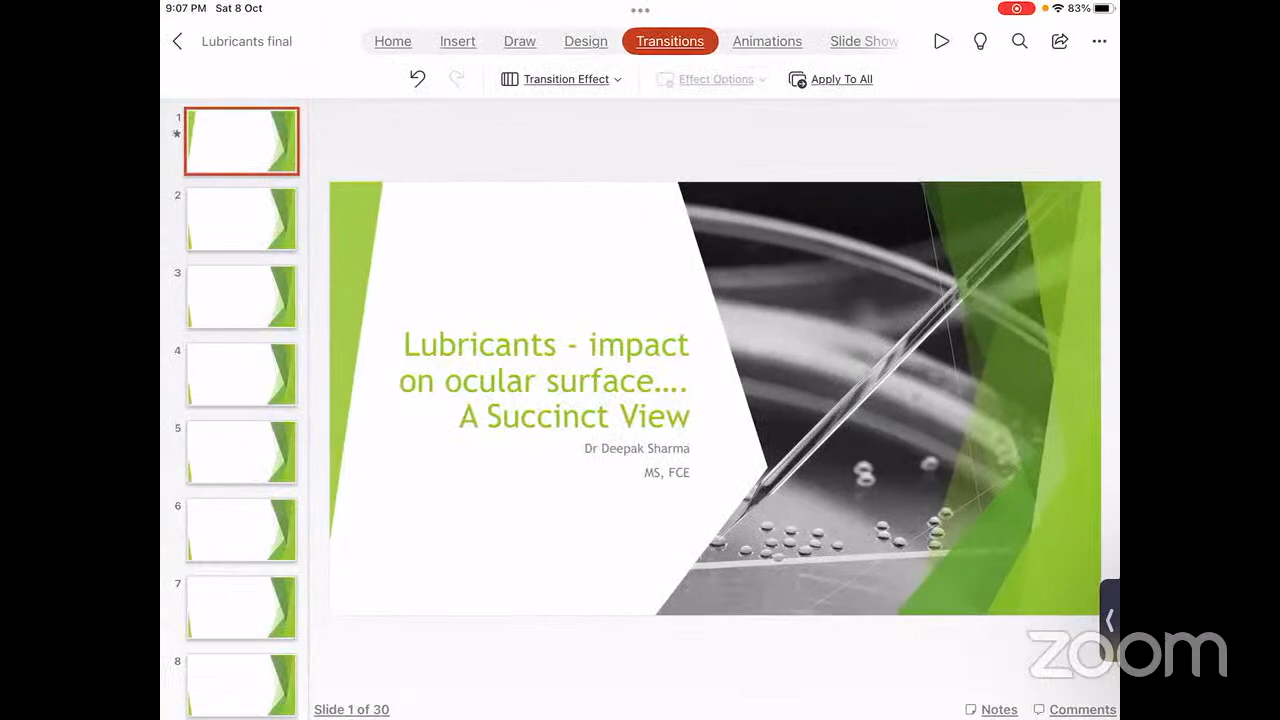 9:07 PM Sat 8 Oct
83%
Lubricants final
Home Insert Draw Design Transitions Animations Slide Show
Transition Effect Effect Options Apply To All
1
2
3
4
5
6
7
8
Lubricants - impact
on ocular surface….
A Succinct View
Dr Deepak Sharma
MS, FCE
zoom
Slide 1 of 30
Notes Comments